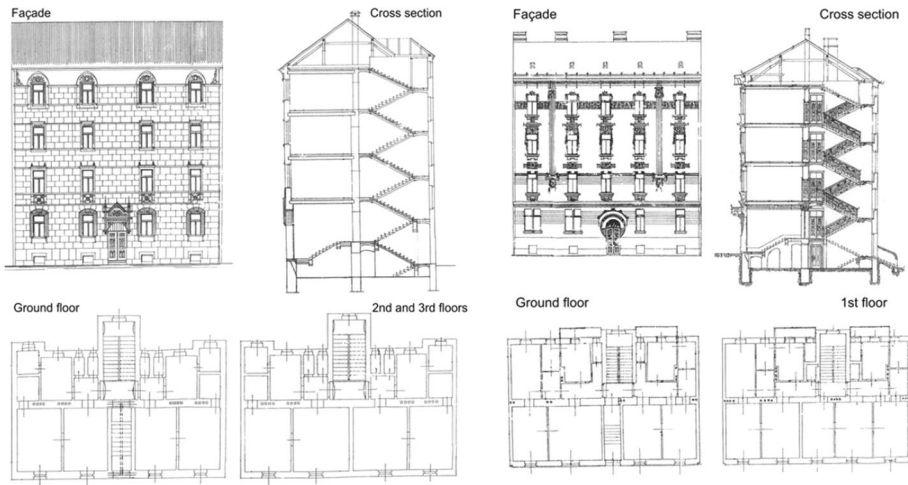 Façade
Cross section
Façade
Cross section
Ground floor
2nd and 3rd floors
Ground floor
1st floor